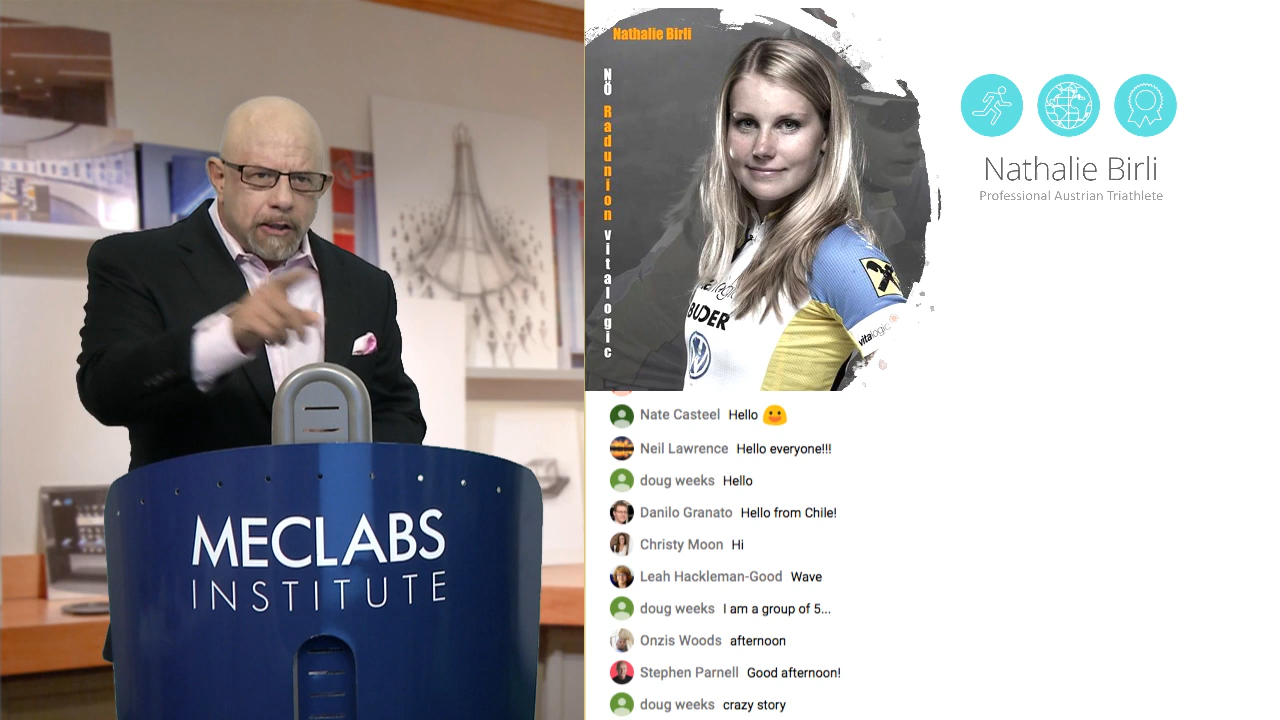 MECLABS
INSTITUTE
Nathalie Birli
NÖ Radunion vitalogic
BUDER
vitalogic
Nathalie Birli
Professional Austrian Triathlete
Nate Casteel Hello
Neil Lawrence Hello everyone!!!
doug weeks Hello
Danilo Granato Hello from Chile!
Christy Moon Hi
Leah Hackleman-Good Wave
doug weeks I am a group of 5...
Onzis Woods afternoon
Stephen Parnell Good afternoon!
doug weeks crazy story